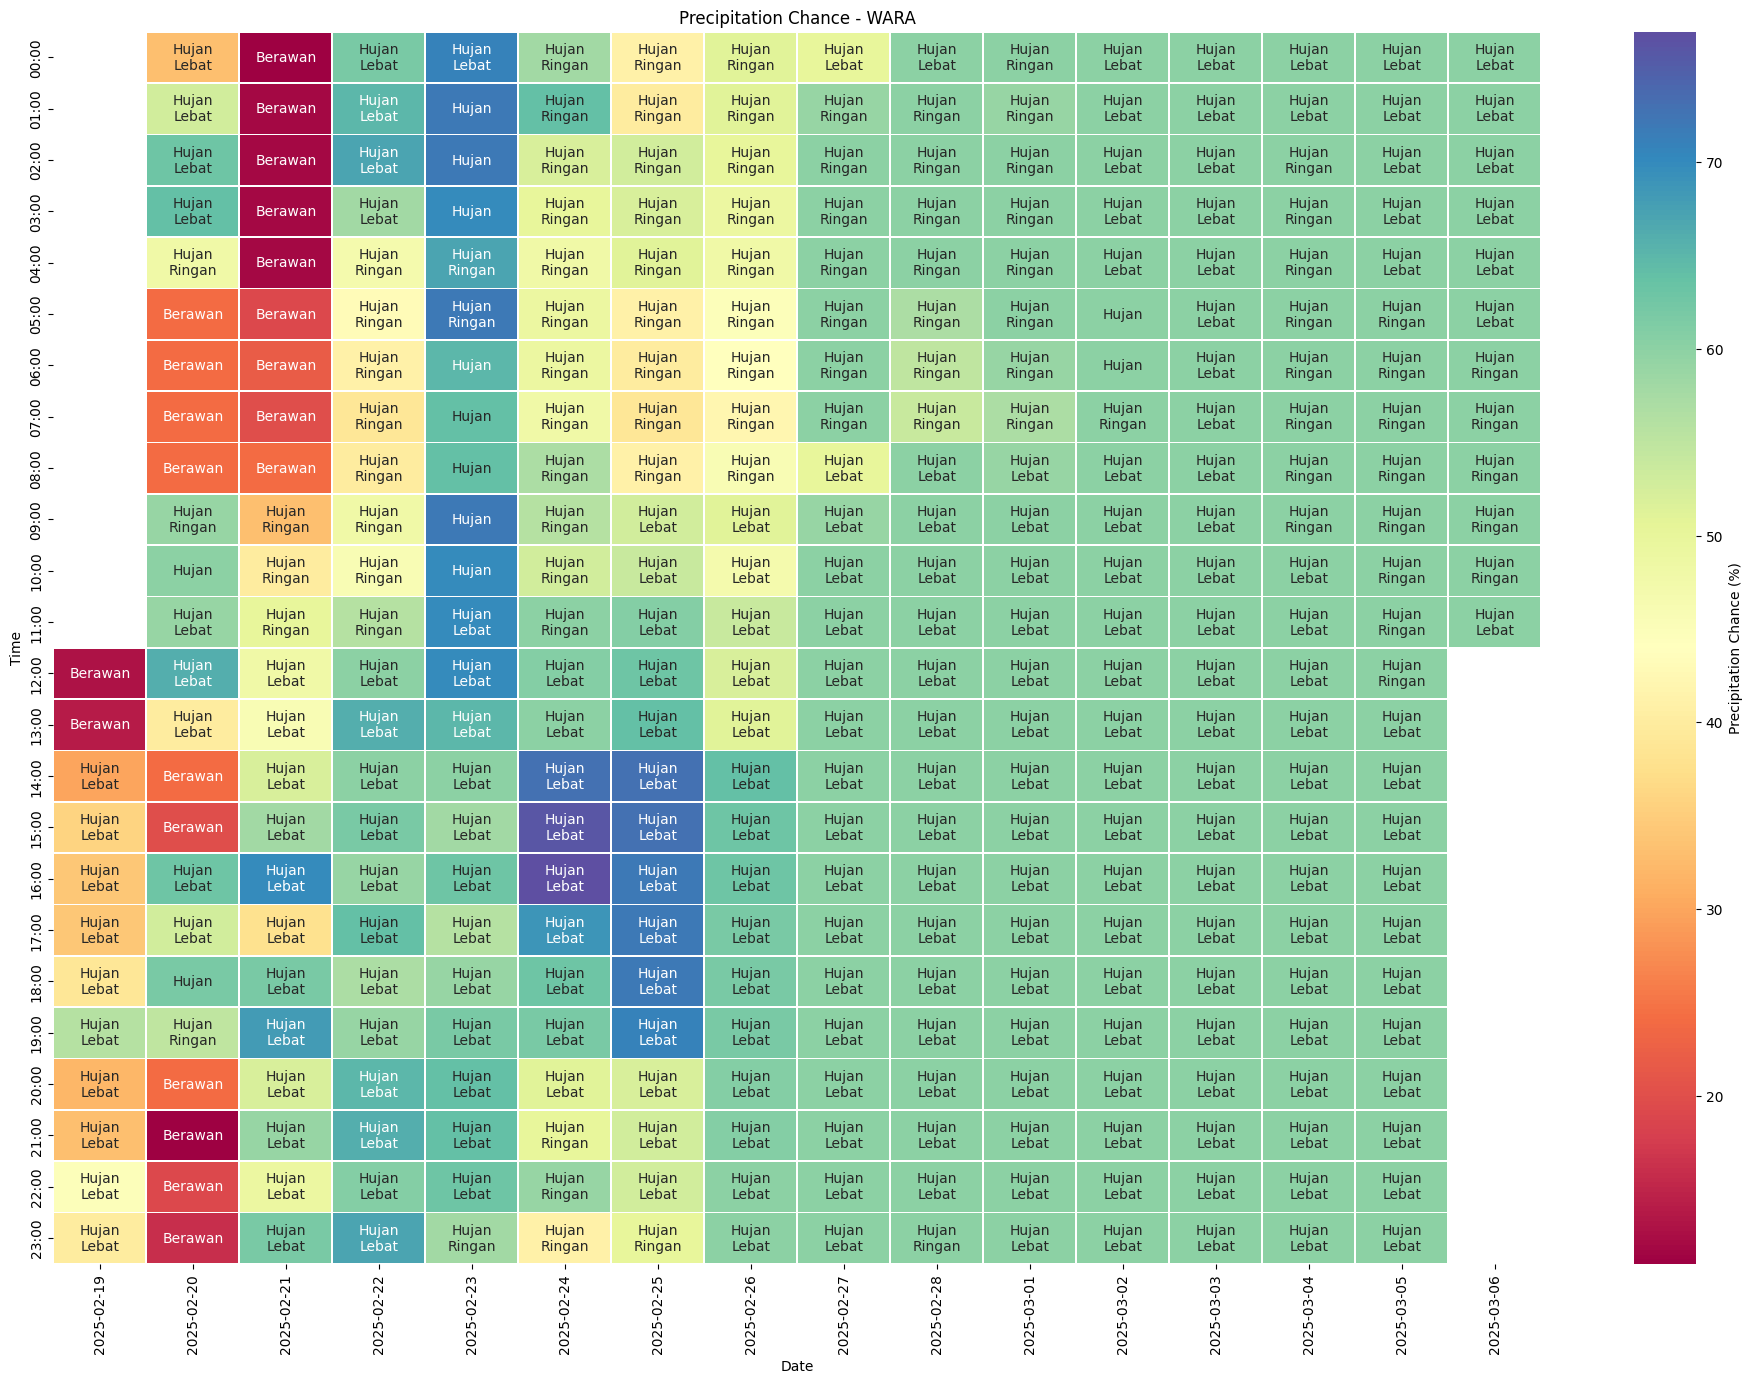 Precipitation Chance - WARA
00:00 Hujan Lebat Berawan Hujan Lebat Hujan Lebat Hujan Ringan Hujan Ringan Hujan Ringan Hujan Lebat Hujan Lebat Hujan Ringan Hujan Lebat Hujan Lebat Hujan Lebat Hujan Lebat Hujan Lebat
01:00 Hujan Lebat Berawan Hujan Lebat Hujan Hujan Ringan Hujan Ringan Hujan Ringan Hujan Ringan Hujan Ringan Hujan Ringan Hujan Lebat Hujan Lebat Hujan Lebat Hujan Lebat Hujan Lebat
02:00 Hujan Lebat Berawan Hujan Lebat Hujan Hujan Ringan Hujan Ringan Hujan Ringan Hujan Ringan Hujan Ringan Hujan Ringan Hujan Lebat Hujan Lebat Hujan Ringan Hujan Lebat Hujan Lebat
03:00 Hujan Lebat Berawan Hujan Lebat Hujan Hujan Ringan Hujan Ringan Hujan Ringan Hujan Ringan Hujan Ringan Hujan Ringan Hujan Lebat Hujan Lebat Hujan Ringan Hujan Lebat Hujan Lebat
04:00 Hujan Ringan Berawan Hujan Ringan Hujan Ringan Hujan Ringan Hujan Ringan Hujan Ringan Hujan Ringan Hujan Ringan Hujan Ringan Hujan Lebat Hujan Lebat Hujan Ringan Hujan Lebat Hujan Lebat
05:00 Berawan Berawan Hujan Ringan Hujan Ringan Hujan Ringan Hujan Ringan Hujan Ringan Hujan Ringan Hujan Ringan Hujan Ringan Hujan Hujan Lebat Hujan Ringan Hujan Ringan Hujan Lebat
06:00 Berawan Berawan Hujan Ringan Hujan Hujan Ringan Hujan Ringan Hujan Ringan Hujan Ringan Hujan Ringan Hujan Ringan Hujan Hujan Lebat Hujan Ringan Hujan Ringan Hujan Ringan
07:00 Berawan Berawan Hujan Ringan Hujan Hujan Ringan Hujan Ringan Hujan Ringan Hujan Ringan Hujan Ringan Hujan Ringan Hujan Ringan Hujan Lebat Hujan Ringan Hujan Ringan Hujan Ringan
08:00 Berawan Berawan Hujan Ringan Hujan Hujan Ringan Hujan Ringan Hujan Ringan Hujan Lebat Hujan Lebat Hujan Lebat Hujan Lebat Hujan Lebat Hujan Ringan Hujan Ringan Hujan Ringan
09:00 Hujan Ringan Hujan Ringan Hujan Ringan Hujan Hujan Ringan Hujan Lebat Hujan Lebat Hujan Lebat Hujan Lebat Hujan Lebat Hujan Lebat Hujan Lebat Hujan Ringan Hujan Ringan Hujan Ringan
10:00 Hujan Hujan Ringan Hujan Ringan Hujan Hujan Ringan Hujan Lebat Hujan Lebat Hujan Lebat Hujan Lebat Hujan Lebat Hujan Lebat Hujan Lebat Hujan Lebat Hujan Ringan Hujan Ringan
11:00 Hujan Lebat Hujan Ringan Hujan Ringan Hujan Lebat Hujan Ringan Hujan Lebat Hujan Lebat Hujan Lebat Hujan Lebat Hujan Lebat Hujan Lebat Hujan Lebat Hujan Lebat Hujan Ringan Hujan Lebat
Time
12:00 Berawan Hujan Lebat Hujan Lebat Hujan Lebat Hujan Lebat Hujan Lebat Hujan Lebat Hujan Lebat Hujan Lebat Hujan Lebat Hujan Lebat Hujan Lebat Hujan Lebat Hujan Lebat Hujan Ringan
13:00 Berawan Hujan Lebat Hujan Lebat Hujan Lebat Hujan Lebat Hujan Lebat Hujan Lebat Hujan Lebat Hujan Lebat Hujan Lebat Hujan Lebat Hujan Lebat Hujan Lebat Hujan Lebat Hujan Lebat
14:00 Hujan Lebat Berawan Hujan Lebat Hujan Lebat Hujan Lebat Hujan Lebat Hujan Lebat Hujan Lebat Hujan Lebat Hujan Lebat Hujan Lebat Hujan Lebat Hujan Lebat Hujan Lebat Hujan Lebat
15:00 Hujan Lebat Berawan Hujan Lebat Hujan Lebat Hujan Lebat Hujan Lebat Hujan Lebat Hujan Lebat Hujan Lebat Hujan Lebat Hujan Lebat Hujan Lebat Hujan Lebat Hujan Lebat Hujan Lebat
16:00 Hujan Lebat Hujan Lebat Hujan Lebat Hujan Lebat Hujan Lebat Hujan Lebat Hujan Lebat Hujan Lebat Hujan Lebat Hujan Lebat Hujan Lebat Hujan Lebat Hujan Lebat Hujan Lebat Hujan Lebat
17:00 Hujan Lebat Hujan Lebat Hujan Lebat Hujan Lebat Hujan Lebat Hujan Lebat Hujan Lebat Hujan Lebat Hujan Lebat Hujan Lebat Hujan Lebat Hujan Lebat Hujan Lebat Hujan Lebat Hujan Lebat
18:00 Hujan Lebat Hujan Hujan Lebat Hujan Lebat Hujan Lebat Hujan Lebat Hujan Lebat Hujan Lebat Hujan Lebat Hujan Lebat Hujan Lebat Hujan Lebat Hujan Lebat Hujan Lebat Hujan Lebat
19:00 Hujan Lebat Hujan Ringan Hujan Lebat Hujan Lebat Hujan Lebat Hujan Lebat Hujan Lebat Hujan Lebat Hujan Lebat Hujan Lebat Hujan Lebat Hujan Lebat Hujan Lebat Hujan Lebat Hujan Lebat
20:00 Hujan Lebat Berawan Hujan Lebat Hujan Lebat Hujan Lebat Hujan Lebat Hujan Lebat Hujan Lebat Hujan Lebat Hujan Lebat Hujan Lebat Hujan Lebat Hujan Lebat Hujan Lebat Hujan Lebat
21:00 Hujan Lebat Berawan Hujan Lebat Hujan Lebat Hujan Lebat Hujan Ringan Hujan Lebat Hujan Lebat Hujan Lebat Hujan Lebat Hujan Lebat Hujan Lebat Hujan Lebat Hujan Lebat Hujan Lebat
22:00 Hujan Lebat Berawan Hujan Lebat Hujan Lebat Hujan Lebat Hujan Ringan Hujan Lebat Hujan Lebat Hujan Lebat Hujan Lebat Hujan Lebat Hujan Lebat Hujan Lebat Hujan Lebat Hujan Lebat
23:00 Hujan Lebat Berawan Hujan Lebat Hujan Lebat Hujan Ringan Hujan Ringan Hujan Ringan Hujan Lebat Hujan Lebat Hujan Ringan Hujan Lebat Hujan Lebat Hujan Lebat Hujan Lebat Hujan Lebat
2025-02-19 2025-02-20 2025-02-21 2025-02-22 2025-02-23 2025-02-24 2025-02-25 2025-02-26 2025-02-27 2025-02-28 2025-03-01 2025-03-02 2025-03-03 2025-03-04 2025-03-05 2025-03-06
Date
70
60
50
40
30
20
Precipitation Chance (%)